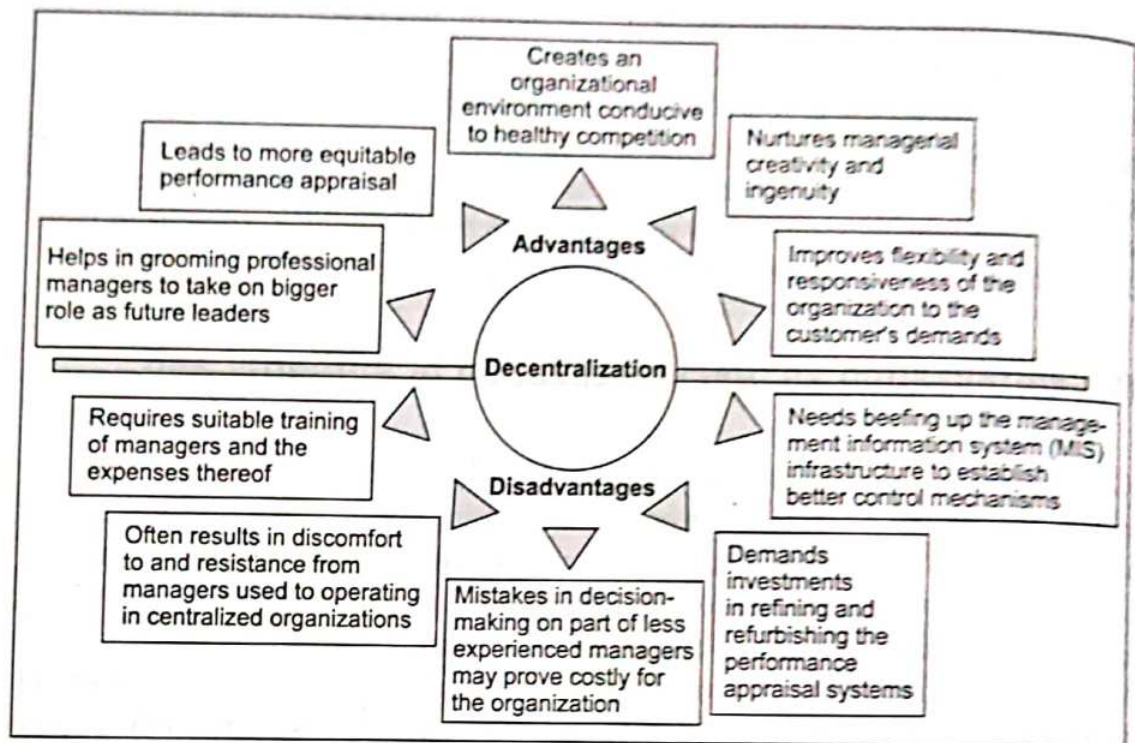 Creates an
organizational
environment conducive
to healthy competition
Leads to more equitable
performance appraisal
Nurtures managerial
creativity and
ingenuity
Advantages
Helps in grooming professional
managers to take on bigger
role as future leaders
Improves flexibility and
responsiveness of the
organization to the
customer's demands
Decentralization
Requires suitable training
of managers and the
expenses thereof
Needs beefing up the manage-
ment information system (MIS)
infrastructure to establish
better control mechanisms
Disadvantages
Often results in discomfort
to and resistance from
managers used to operating
in centralized organizations
Mistakes in decision-
making on part of less
experienced managers
may prove costly for
the organization
Demands
investments
in refining and
refurbishing the
performance
appraisal systems